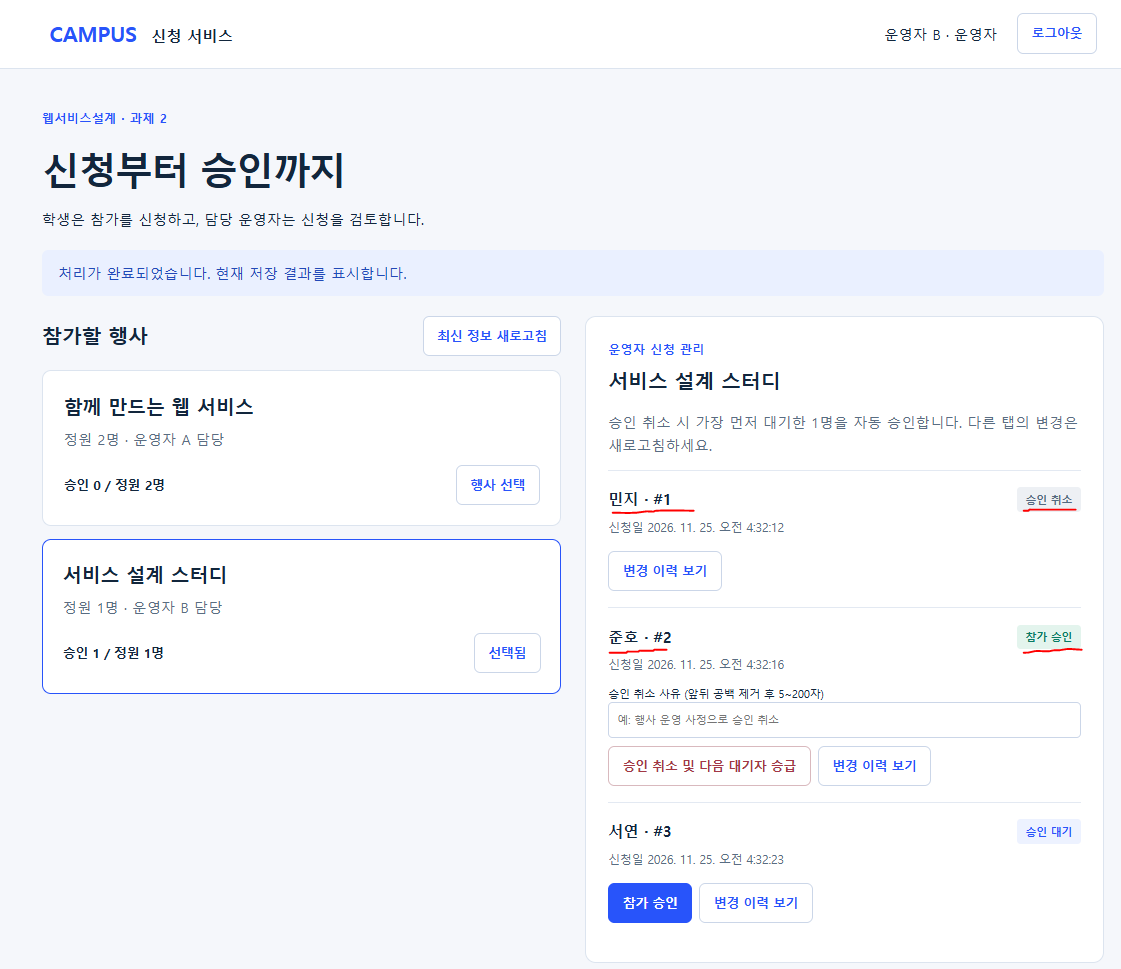 CAMPUS 신청 서비스
운영자 B · 운영자
로그아웃
웹서비스설계 · 과제 2
신청부터 승인까지
학생은 참가를 신청하고, 담당 운영자는 신청을 검토합니다.
처리가 완료되었습니다. 현재 저장 결과를 표시합니다.
참가할 행사
최신 정보 새로고침
함께 만드는 웹 서비스
정원 2명 · 운영자 A 담당
승인 0 / 정원 2명
행사 선택
서비스 설계 스터디
정원 1명 · 운영자 B 담당
승인 1 / 정원 1명
선택됨
운영자 신청 관리
서비스 설계 스터디
승인 취소 시 가장 먼저 대기한 1명을 자동 승인합니다. 다른 탭의 변경은
새로고침하세요.
민지 · #1
승인 취소
신청일 2026. 11. 25. 오전 4:32:12
변경 이력 보기
준호 · #2
참가 승인
신청일 2026. 11. 25. 오전 4:32:16
승인 취소 사유 (앞뒤 공백 제거 후 5~200자)
예: 행사 운영 사정으로 승인 취소
승인 취소 및 다음 대기자 승급
변경 이력 보기
서연 · #3
승인 대기
신청일 2026. 11. 25. 오전 4:32:23
참가 승인
변경 이력 보기